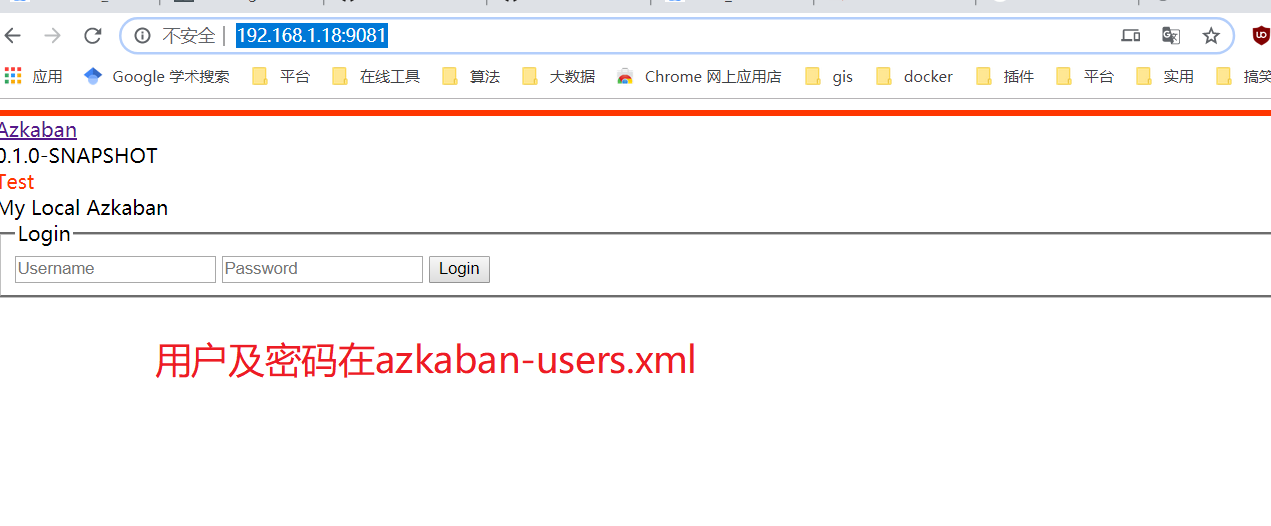 不安全 | 192.168.1.18:9081
应用 Google 学术搜索 平台 在线工具 算法 大数据 Chrome 网上应用店 gis docker 插件 平台 实用 搞笑
Azkaban
0.1.0-SNAPSHOT
Test
My Local Azkaban
Login
Username Password Login
用户及密码在azkaban-users.xml